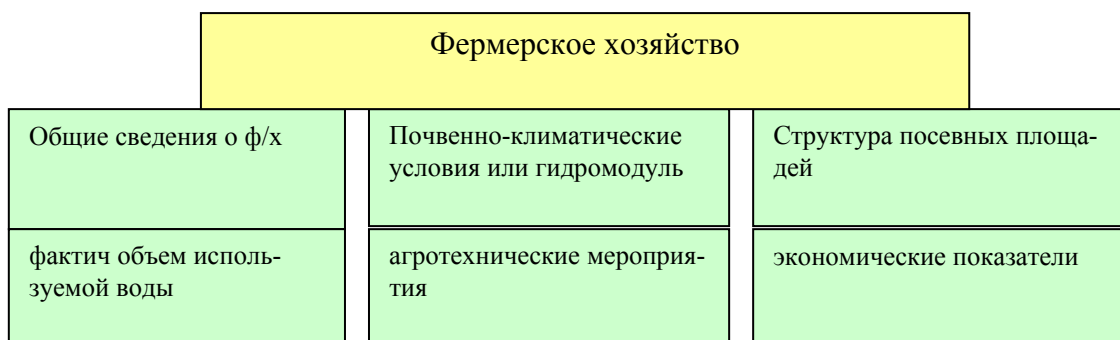 Фермерское хозяйство
Общие сведения о ф/х
Почвенно-климатические
условия или гидромодуль
Структура посевных площа-
дей
фактич объем исполь-
зуемой воды
агротехнические мероприя-
тия
экономические показатели